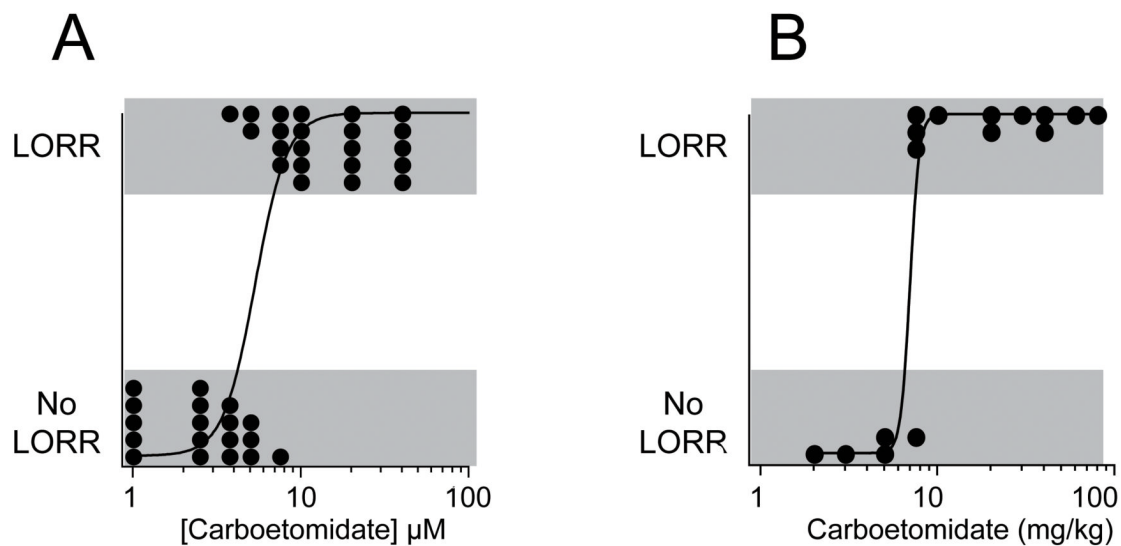 A
LORR
No
LORR
1
10
100
[Carboetomidate] µM
B
LORR
No
LORR
1
10
100
Carboetomidate (mg/kg)